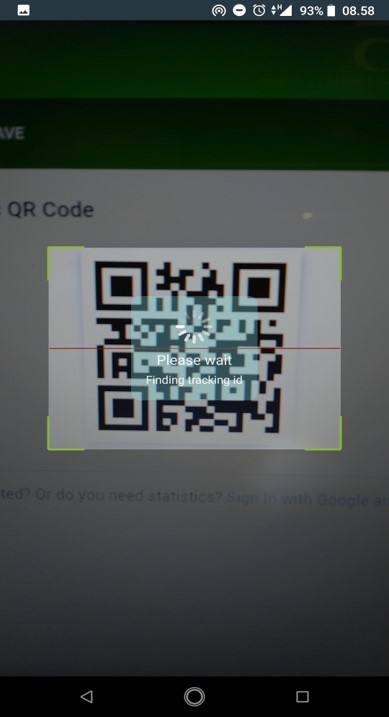 93% 08.58
AVE
QR Code
Please wait
Finding tracking id
ted? Or do you need statistics? Sign in with Google